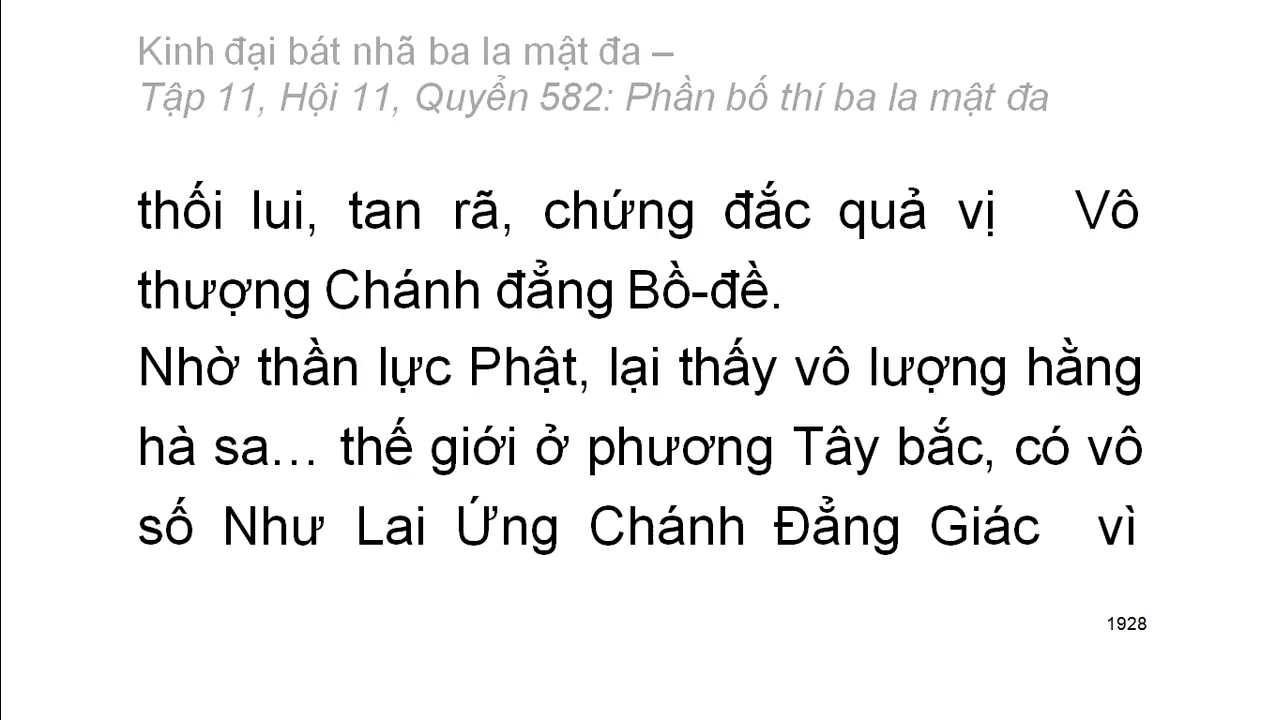 Kinh đại bát nhã ba la mật đa –
Tập 11, Hội 11, Quyển 582: Phần bố thí ba la mật đa
thối lui, tan rã, chứng đắc quả vị Vô
thượng Chánh đẳng Bồ-đề.
Nhờ thần lực Phật, lại thấy vô lượng hằng
hà sa… thế giới ở phương Tây bắc, có vô
số Như Lai Ứng Chánh Đẳng Giác vì
1928